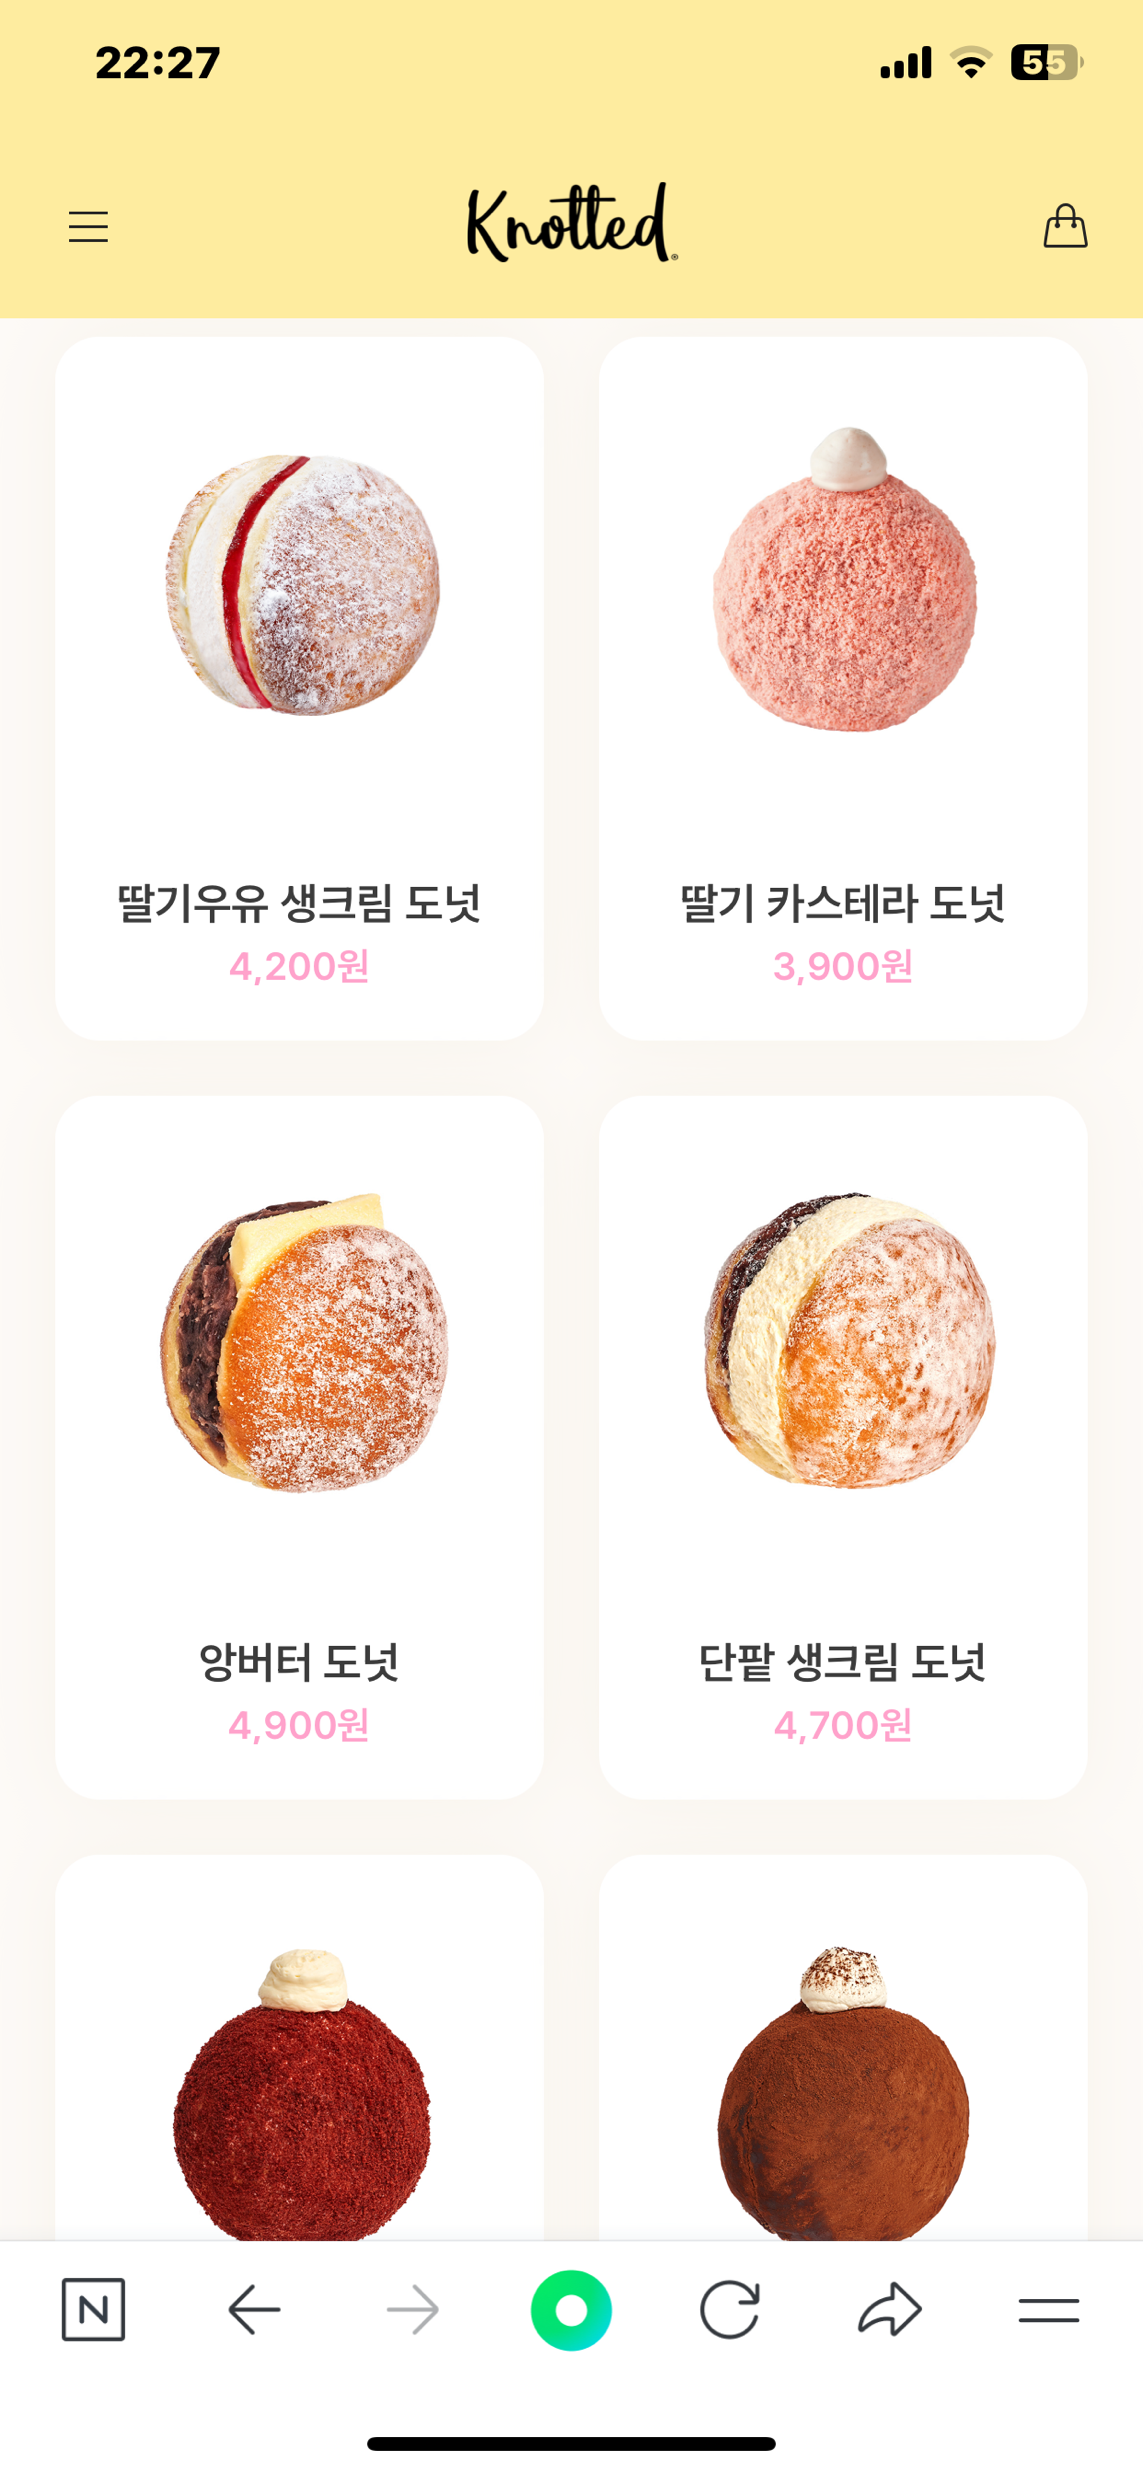 22:27
55
Knotted
딸기우유 생크림 도넛
4,200원
딸기 카스테라 도넛
3,900원
앙버터 도넛
4,900원
단팥 생크림 도넛
4,700원
N